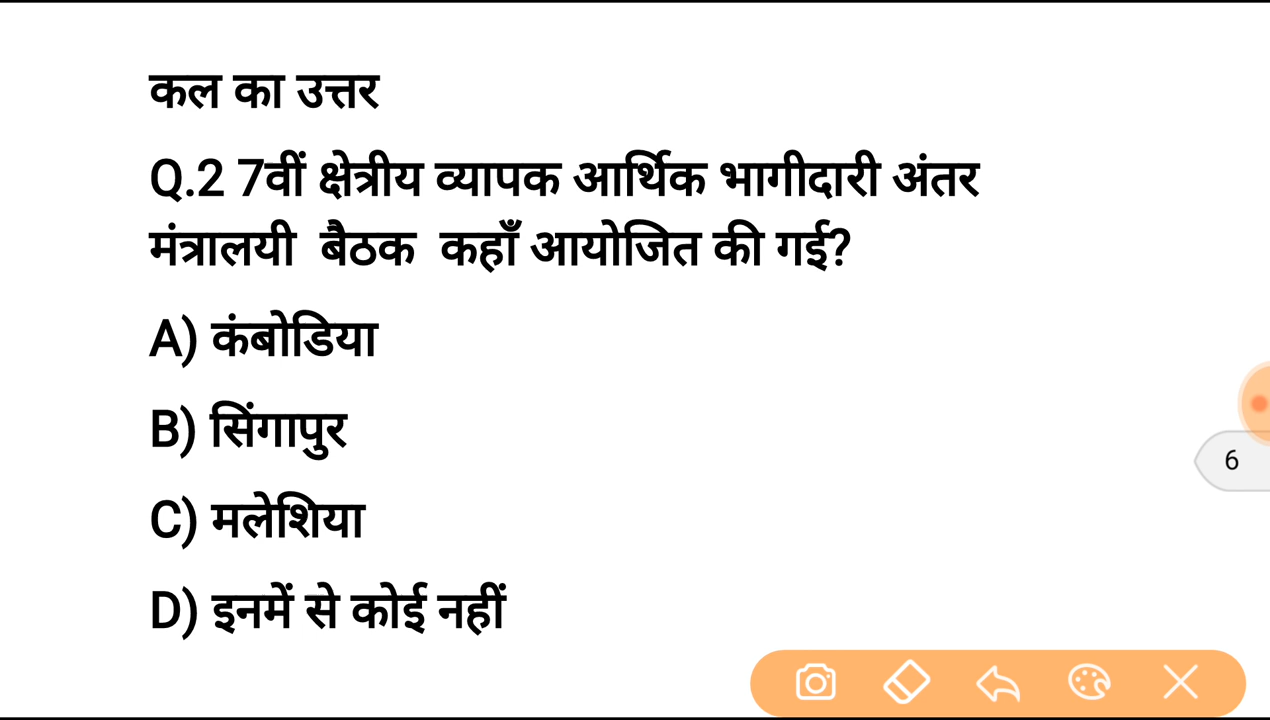 कल का उत्तर
Q.2 7वीं क्षेत्रीय व्यापक आर्थिक भागीदारी अंतर
मंत्रालयी बैठक कहाँ आयोजित की गई?
A) कंबोडिया
B) सिंगापुर
6
C) मलेशिया
D) इनमें से कोई नहीं